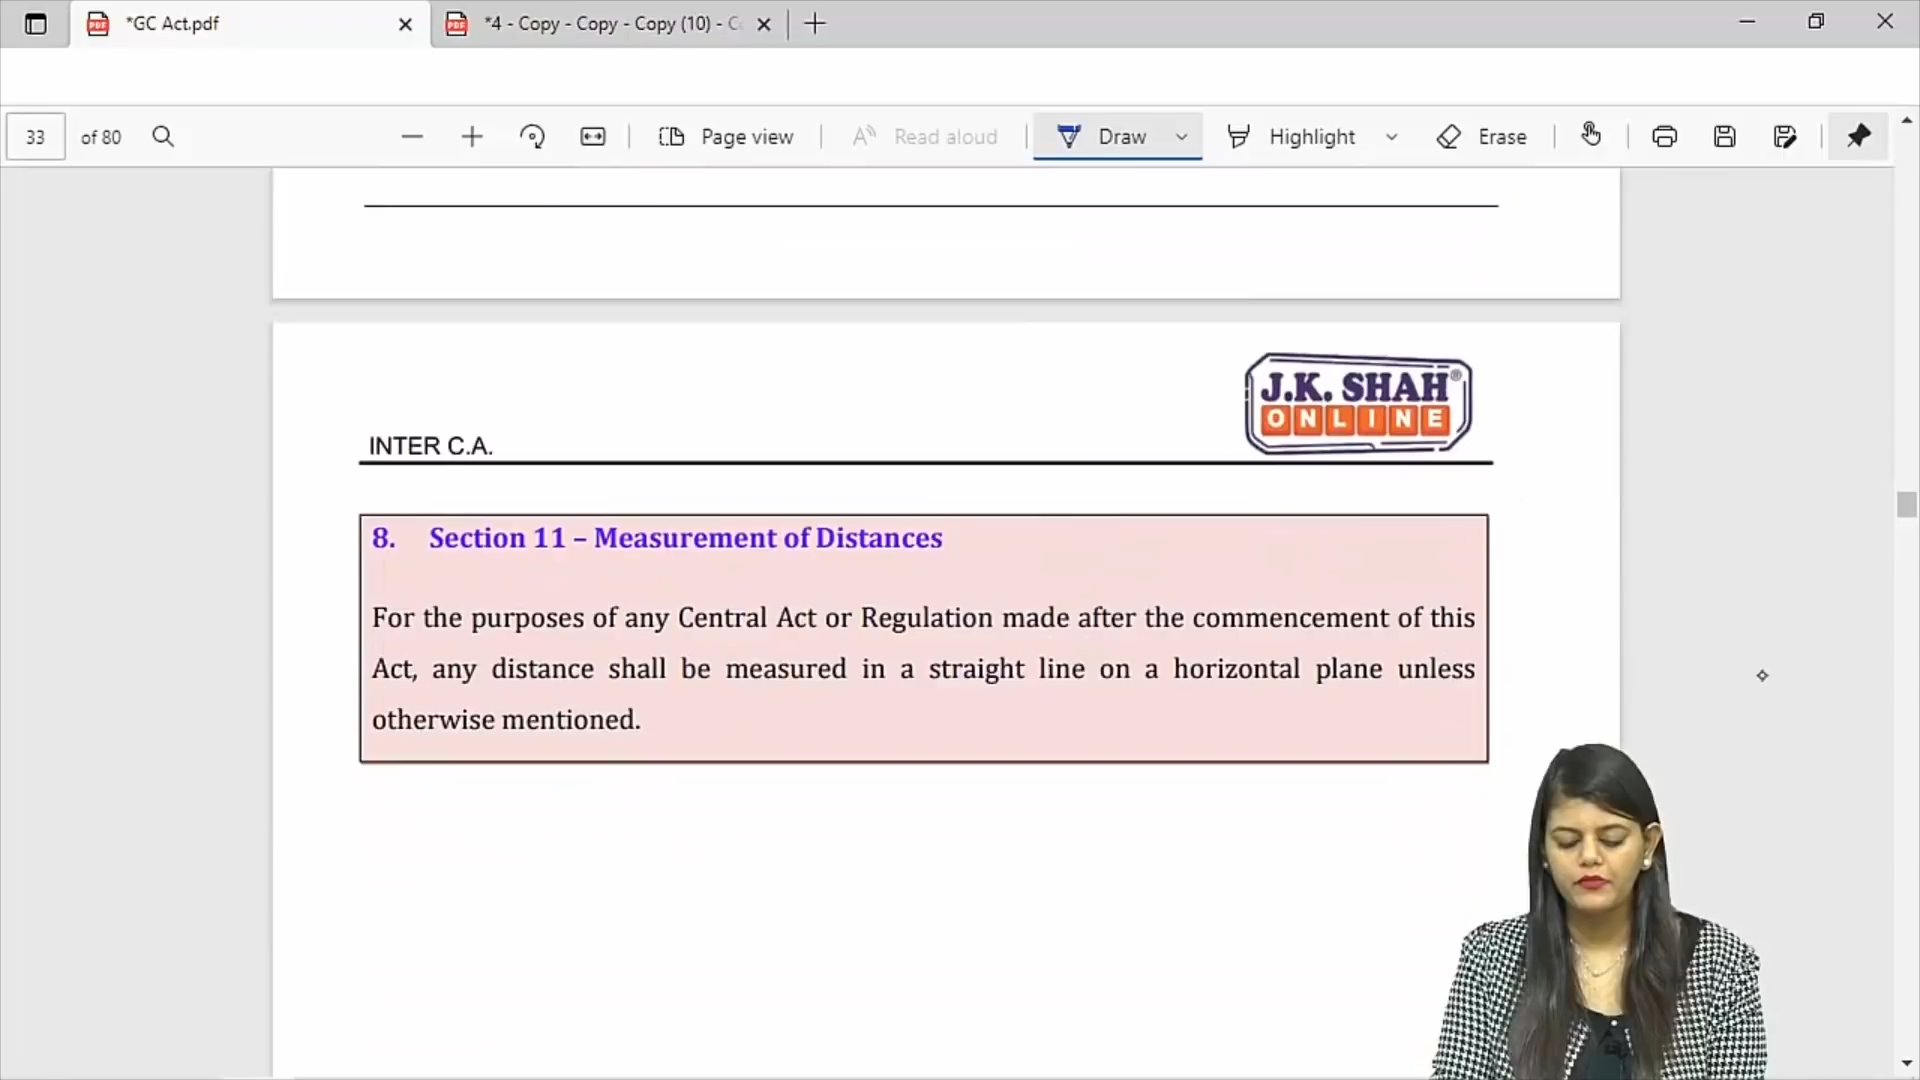 *GC Act.pdf
*4 - Copy - Copy - Copy (10) - C
33 of 80
Page view
Read aloud
Draw
Highlight
Erase
J.K. SHAH®
ONLINE
INTER C.A.
8. Section 11 – Measurement of Distances
For the purposes of any Central Act or Regulation made after the commencement of this
Act, any distance shall be measured in a straight line on a horizontal plane unless
otherwise mentioned.